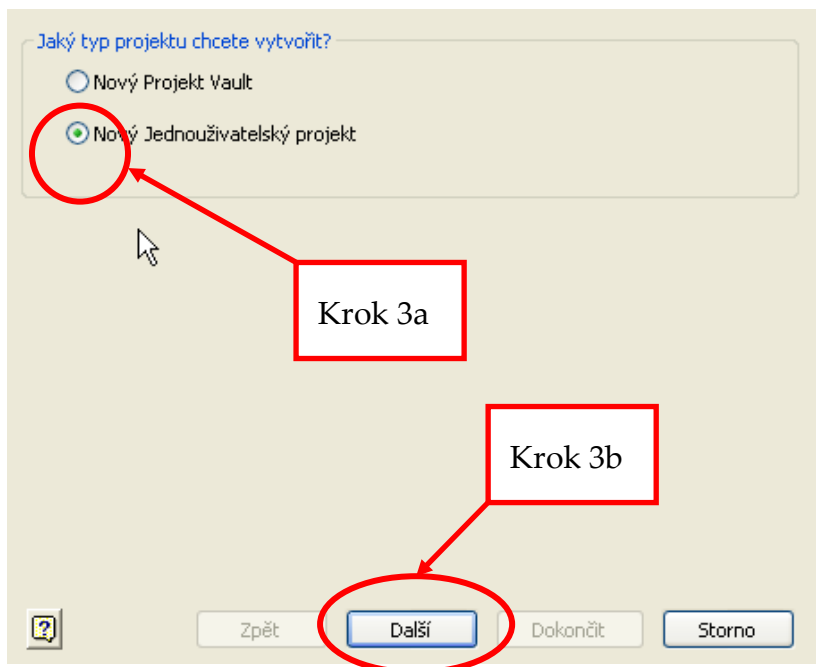 Jaký typ projektu chcete vytvořit?
Nový Projekt Vault
Nový Jednouživatelský projekt
Krok 3a
Krok 3b
Zpět Další Dokončit Storno